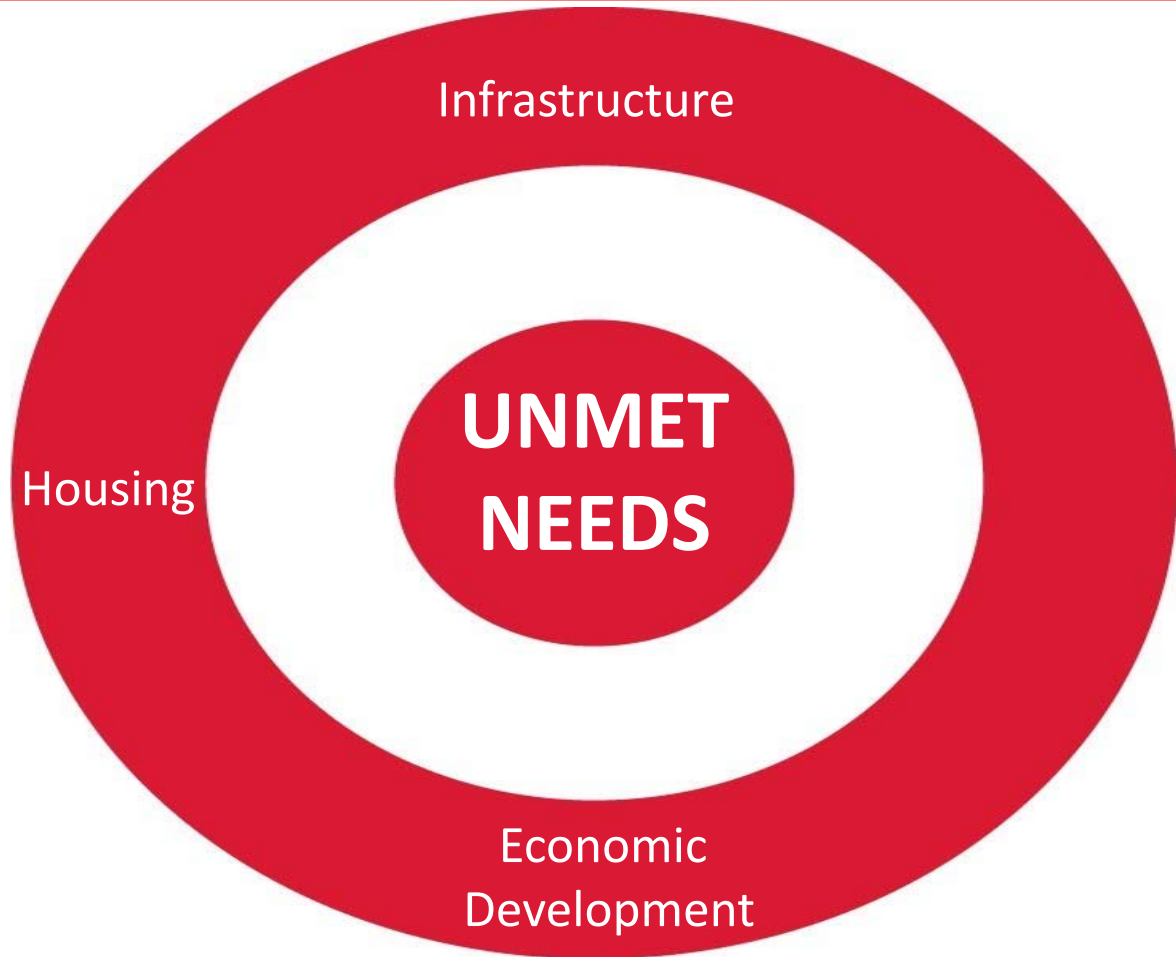 Infrastructure
UNMET
NEEDS
Housing
Economic
Development